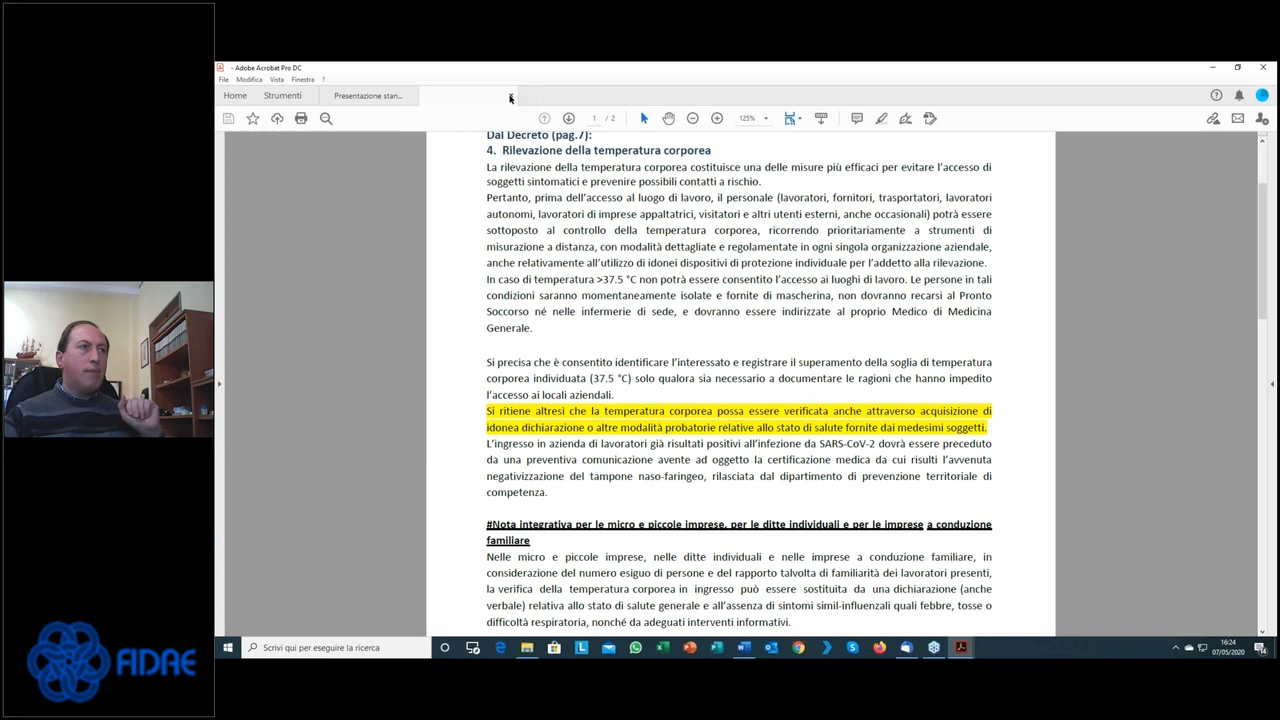 - Adobe Acrobat Pro DC
File Modifica Vista Finestra ?
Home Strumenti Presentazione stan...
1 / 2 125%
Dal Decreto (pag.7):
4. Rilevazione della temperatura corporea
La rilevazione della temperatura corporea costituisce una delle misure più efficaci per evitare l'accesso di
soggetti sintomatici e prevenire possibili contatti a rischio.
Pertanto, prima dell'accesso al luogo di lavoro, il personale (lavoratori, fornitori, trasportatori, lavoratori
autonomi, lavoratori di imprese appaltatrici, visitatori e altri utenti esterni, anche occasionali) potrà essere
sottoposto al controllo della temperatura corporea, ricorrendo prioritariamente a strumenti di
misurazione a distanza, con modalità dettagliate e regolamentate in ogni singola organizzazione aziendale,
anche relativamente all'utilizzo di idonei dispositivi di protezione individuale per l'addetto alla rilevazione.
In caso di temperatura >37.5 °C non potrà essere consentito l'accesso ai luoghi di lavoro. Le persone in tali
condizioni saranno momentaneamente isolate e fornite di mascherina, non dovranno recarsi al Pronto
Soccorso né nelle infermerie di sede, e dovranno essere indirizzate al proprio Medico di Medicina
Generale.
Si precisa che è consentito identificare l'interessato e registrare il superamento della soglia di temperatura
corporea individuata (37.5 °C) solo qualora sia necessario a documentare le ragioni che hanno impedito
l'accesso ai locali aziendali.
Si ritiene altresì che la temperatura corporea possa essere verificata anche attraverso acquisizione di
idonea dichiarazione o altre modalità probatorie relative allo stato di salute fornite dai medesimi soggetti.
L'ingresso in azienda di lavoratori già risultati positivi all'infezione da SARS-CoV-2 dovrà essere preceduto
da una preventiva comunicazione avente ad oggetto la certificazione medica da cui risulti l'avvenuta
negativizzazione del tampone naso-faringeo, rilasciata dal dipartimento di prevenzione territoriale di
competenza.
#Nota integrativa per le micro e piccole imprese, per le ditte individuali e per le imprese a conduzione
familiare
Nelle micro e piccole imprese, nelle ditte individuali e nelle imprese a conduzione familiare, in
considerazione del numero esiguo di persone e del rapporto talvolta di familiarità dei lavoratori presenti,
la verifica della temperatura corporea in ingresso può essere sostituita da una dichiarazione (anche
verbale) relativa allo stato di salute generale e all'assenza di sintomi simil-influenzali quali febbre, tosse o
difficoltà respiratoria, nonché da adeguati interventi informativi.
Scrivi qui per eseguire la ricerca
16:24
07/05/2020
FIDAE